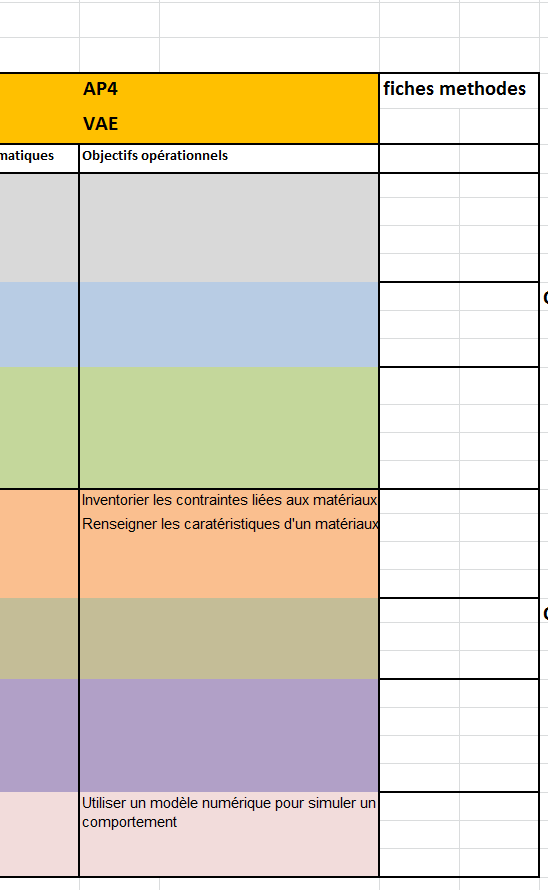 AP4
fiches methodes
VAE
matiques
Objectifs opérationnels
Inventorier les contraintes liées aux matériaux
Renseigner les caratéristiques d'un matériaux
Utiliser un modèle numérique pour simuler un
comportement